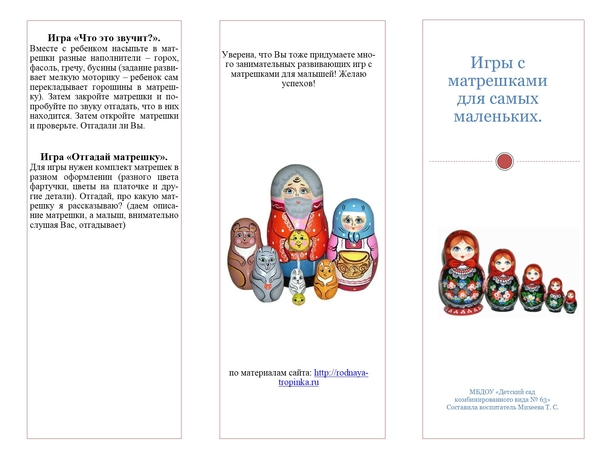 Игра «Что это звучит?».
Вместе с ребенком насыпьте в мат-
решки разные наполнители – горох,
фасоль, гречу, бусины (задание разви-
вает мелкую моторику – ребенок сам
перекладывает горошины в матреш-
ку). Затем закройте матрешки и по-
пробуйте по звуку отгадать, что в них
находится. Затем откройте матрешки
и проверьте. Отгадали ли Вы.
Игра «Отгадай матрешку».
Для игры нужен комплект матрешек в
разном оформлении (разного цвета
фартучки, цветы на платочке и дру-
гие детали). Отгадай, про какую мат-
решку я рассказываю? (даем описа-
ние матрешки, а малыш, внимательно
слушая Вас, отгадывает)
Уверена, что Вы тоже придумаете мно-
го занимательных развивающих игр с
матрешками для малышей! Желаю
успехов!
по материалам сайта: http://rodnaya-
tropinka.ru
Игры с
матрешками
для самых
маленьких.
МБДОУ «Детский сад
комбинированного вида № 63»
Составила воспитатель Михеева Т. С.